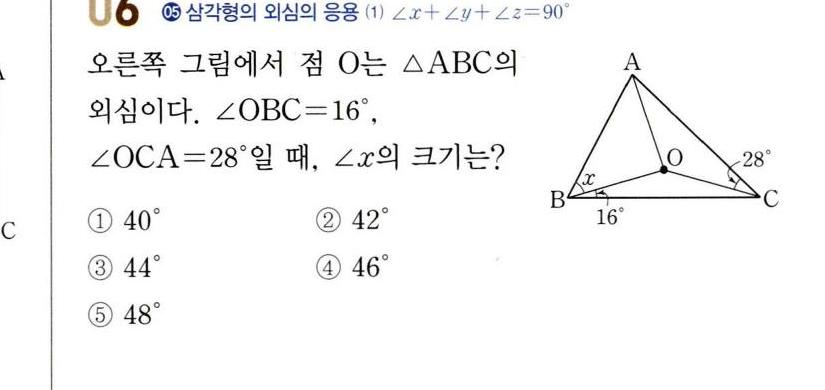 06 05 삼각형의 외심의 응용 (1) ∠x+∠y+∠z=90°
오른쪽 그림에서 점 O는 △ABC의
외심이다. ∠OBC=16°,
∠OCA=28°일 때, ∠x의 크기는?
① 40° ② 42°
③ 44° ④ 46°
⑤ 48°
A
O
28°
x
B
C
16°
C